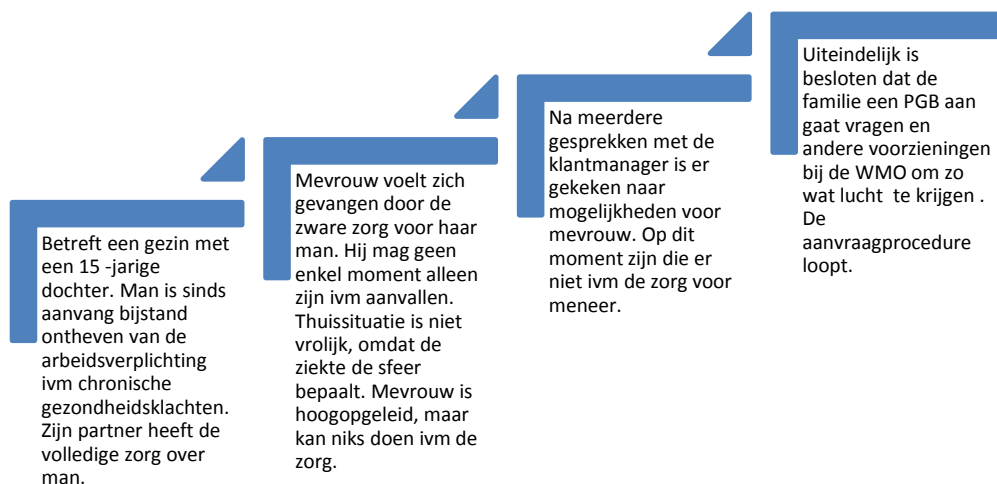 Betreft een gezin met
een 15 -jarige
dochter. Man is sinds
aanvang bijstand
ontheven van de
arbeidsverplichting
ivm chronische
gezondheidsklachten.
Zijn partner heeft de
volledige zorg over
man.
Mevrouw voelt zich
gevangen door de
zware zorg voor haar
man. Hij mag geen
enkel moment alleen
zijn ivm aanvallen.
Thuissituatie is niet
vrolijk, omdat de
ziekte de sfeer
bepaalt. Mevrouw is
hoogopgeleid, maar
kan niks doen ivm de
zorg.
Na meerdere
gesprekken met de
klantmanager is er
gekeken naar
mogelijkheden voor
mevrouw. Op dit
moment zijn die er
niet ivm de zorg voor
meneer.
Uiteindelijk is
besloten dat de
familie een PGB aan
gaat vragen en
andere voorzieningen
bij de WMO om zo
wat lucht  te krijgen .
De
aanvraagprocedure
loopt.